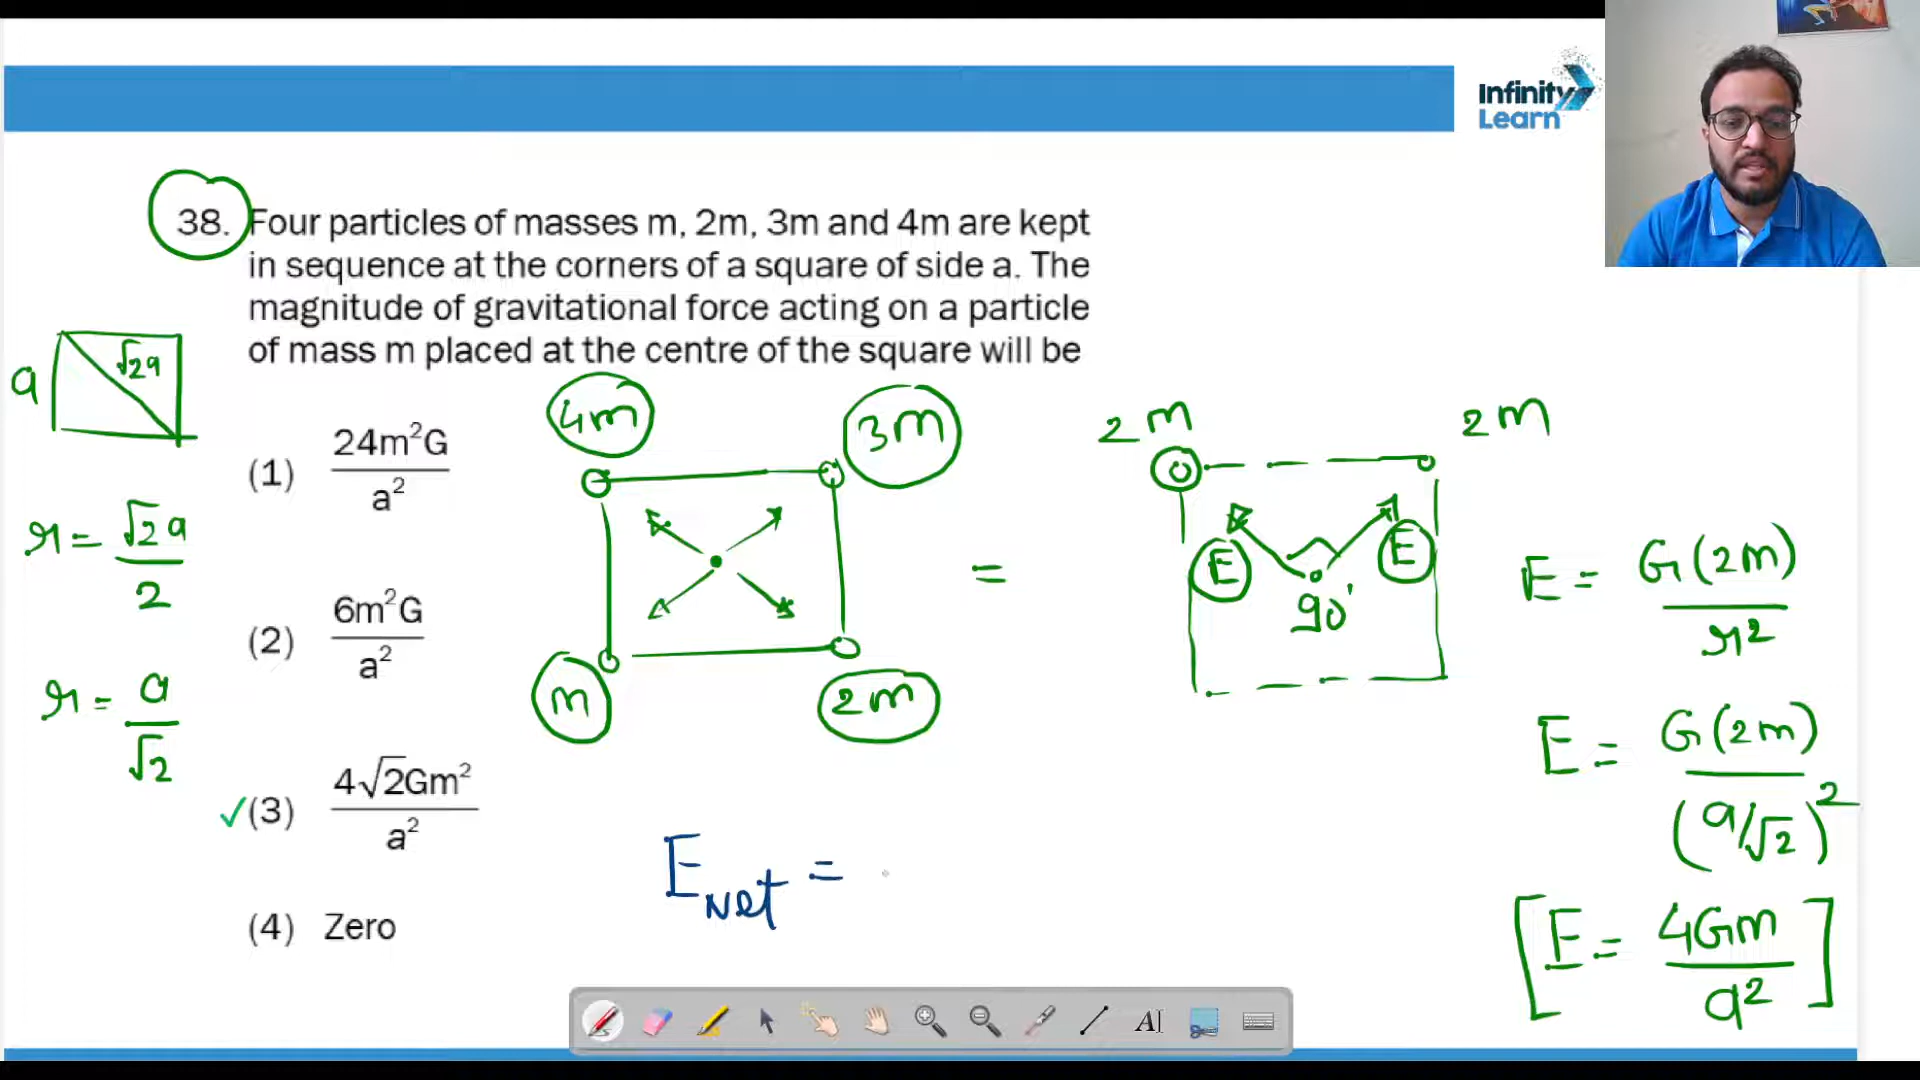 Infinity
Learn
38. Four particles of masses m, 2m, 3m and 4m are kept
in sequence at the corners of a square of side a. The
magnitude of gravitational force acting on a particle
of mass m placed at the centre of the square will be
a √2a
r = √2a / 2
r = a / √2
(1) 24m²G / a²
(2) 6m²G / a²
✓(3) 4√2Gm² / a²
(4) Zero
4m 3m
m 2m
=
2m 2m
E E
90°
E = G(2m) / r²
E = G(2m) / (a/√2)²
[E = 4Gm / a²]
E_Net =
A